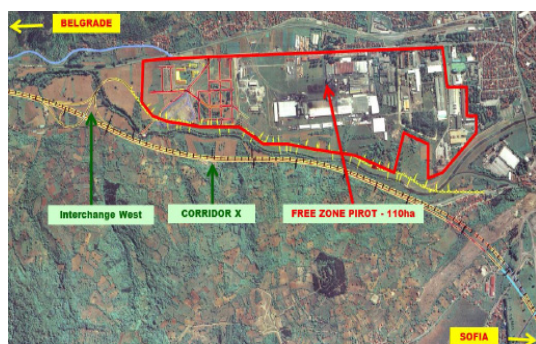 BELGRADE
Interchange West
CORRIDOR X
FREE ZONE PIROT - 110ha
SOFIA